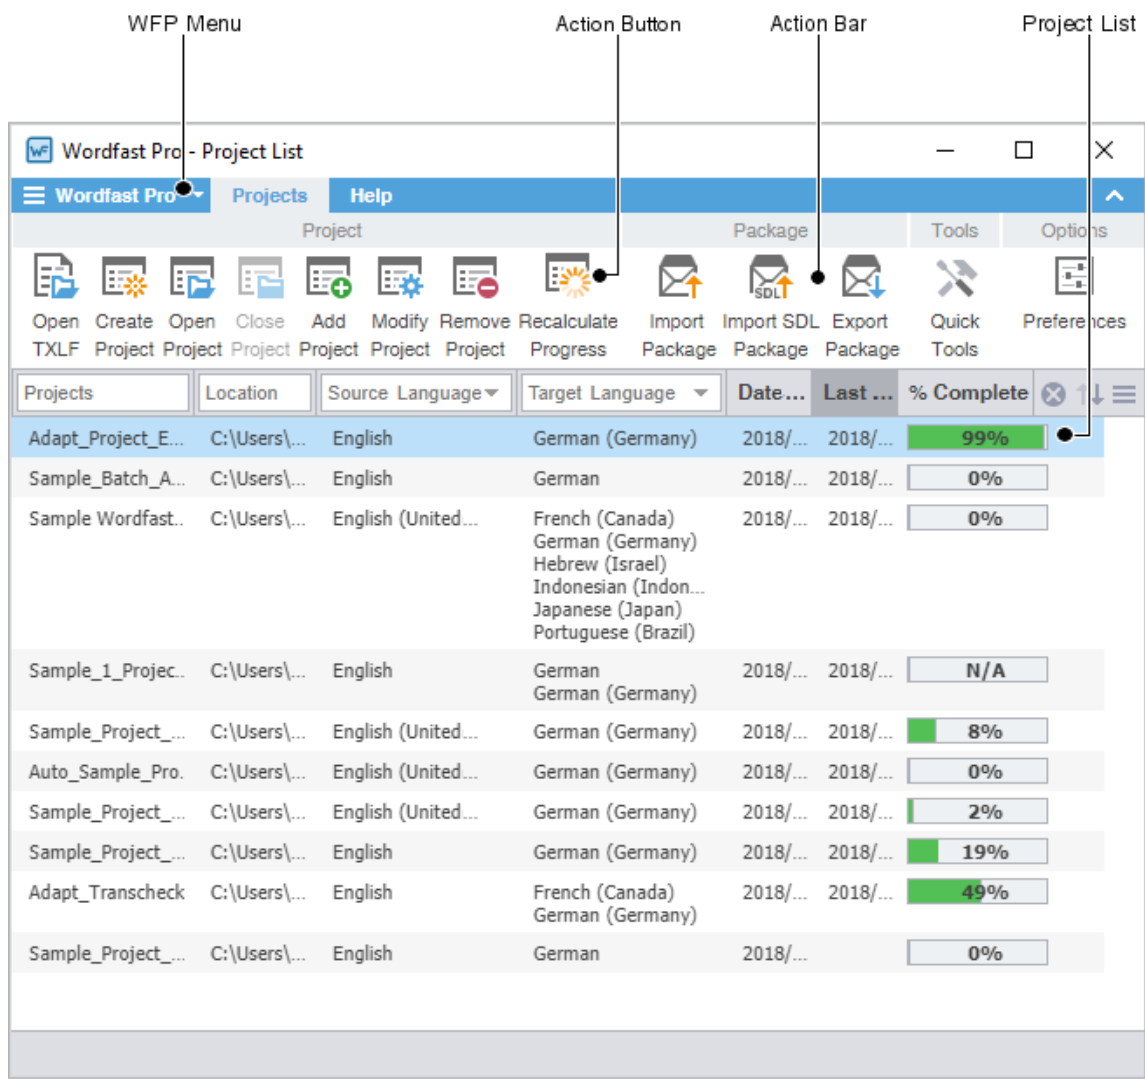 WFP Menu Action Button Action Bar Project List
WF Wordfast Pro - Project List
Wordfast Pro Projects Help
Project Package Tools Options
SDL
Open Create Open Close Add Modify Remove Recalculate Import Import SDL Export Quick Preferences
TXLF Project Project Project Project Project Project Progress Package Package Package Tools
Projects Location Source Language Target Language Date... Last ... % Complete
Adapt_Project_E... C:\Users\... English German (Germany) 2018/... 2018/... 99%
Sample_Batch_A... C:\Users\... English German 2018/... 2018/... 0%
Sample Wordfast.. C:\Users\... English (United... French (Canada) 2018/... 2018/... 0%
German (Germany)
Hebrew (Israel)
Indonesian (Indon...
Japanese (Japan)
Portuguese (Brazil)
Sample_1_Projec.. C:\Users\... English German 2018/... 2018/... N/A
German (Germany)
Sample_Project_... C:\Users\... English (United... German (Germany) 2018/... 2018/... 8%
Auto_Sample_Pro. C:\Users\... English (United... German (Germany) 2018/... 2018/... 0%
Sample_Project_... C:\Users\... English (United... German (Germany) 2018/... 2018/... 2%
Sample_Project_... C:\Users\... English German (Germany) 2018/... 2018/... 19%
Adapt_Transcheck C:\Users\... English French (Canada) 2018/... 2018/... 49%
German (Germany)
Sample_Project_... C:\Users\... English German 2018/... 0%